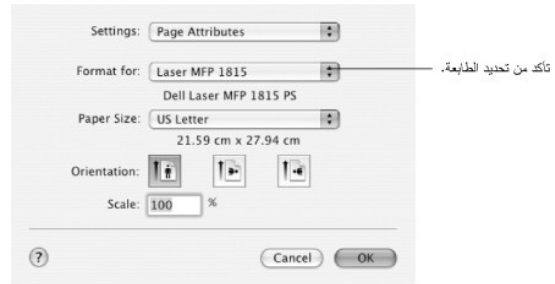 Settings: Page Attributes
Format for: Laser MFP 1815
تأكد من تحديد الطابعة.
Dell Laser MFP 1815 PS
Paper Size: US Letter
21.59 cm x 27.94 cm
Orientation:
Scale: 100 %
? Cancel OK